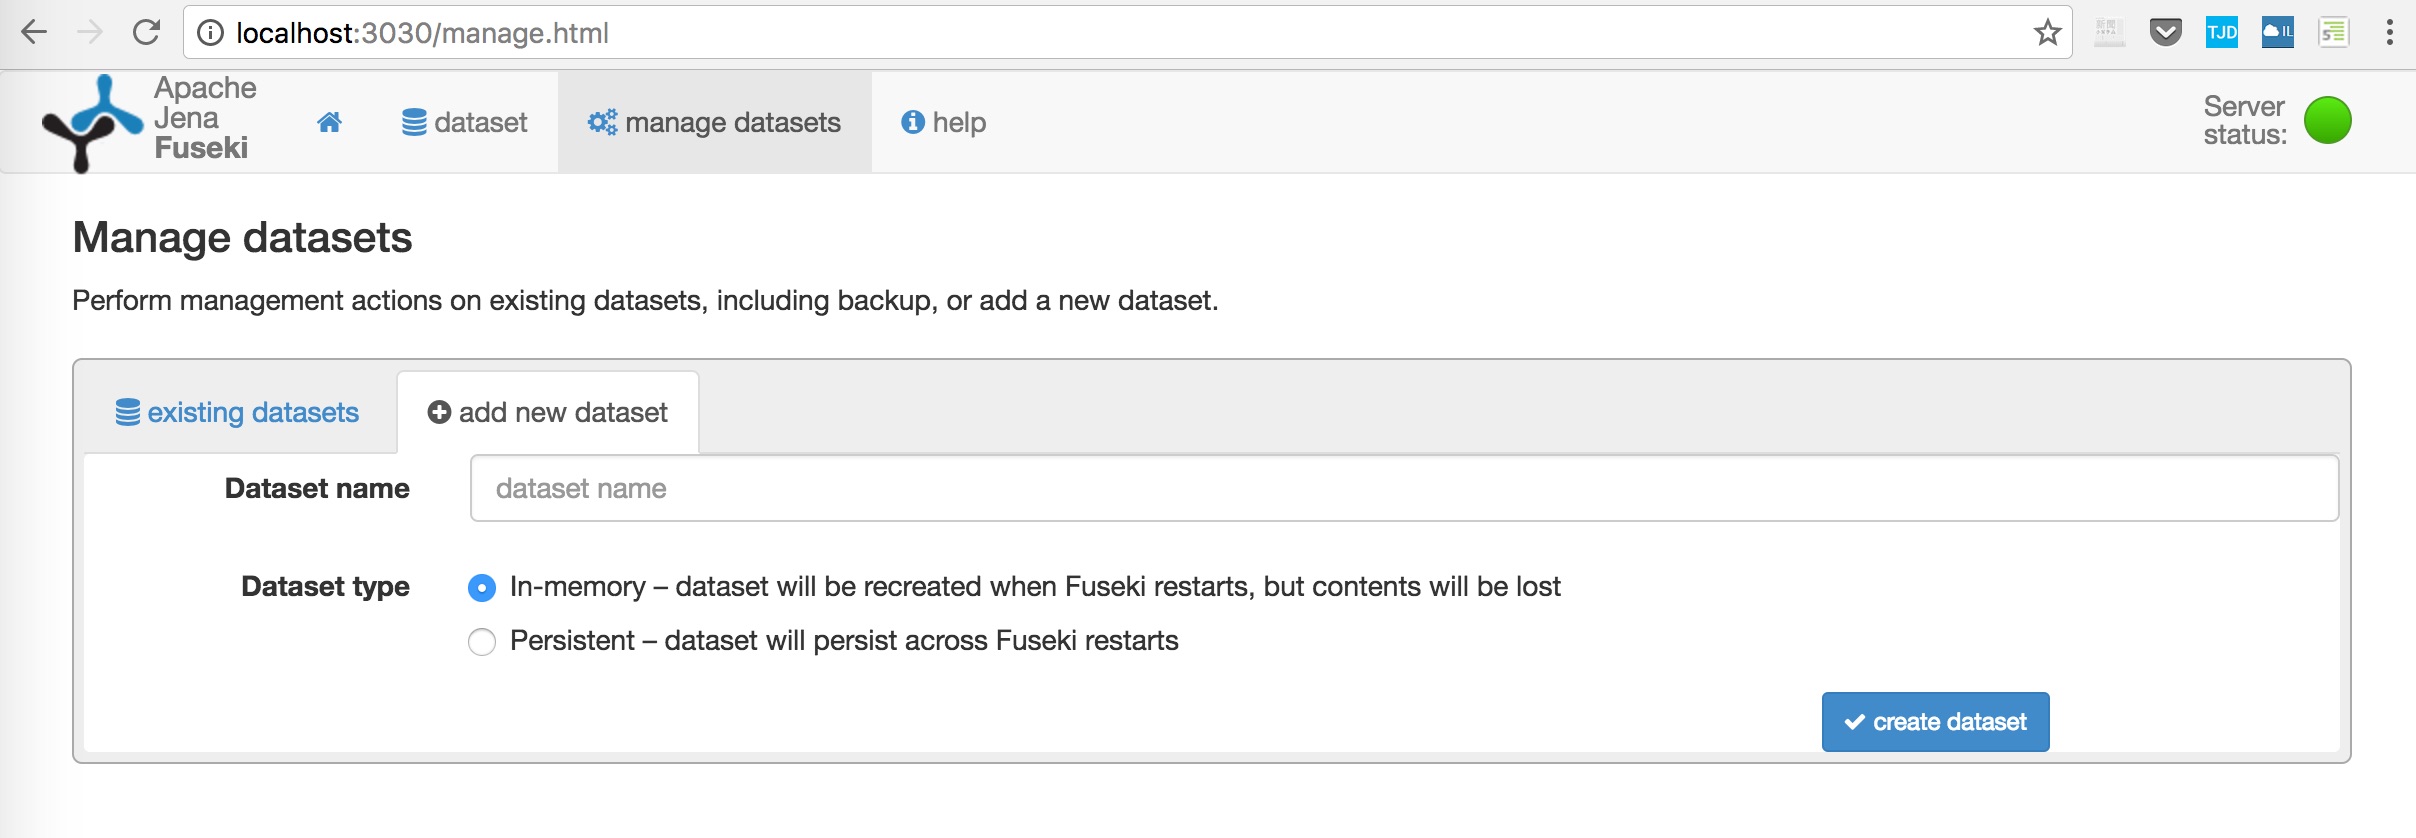 localhost:3030/manage.html
TJD
IL
5
Apache
Jena
Fuseki
dataset
manage datasets
help
Server
status:
Manage datasets
Perform management actions on existing datasets, including backup, or add a new dataset.
existing datasets
add new dataset
Dataset name
dataset name
Dataset type
In-memory – dataset will be recreated when Fuseki restarts, but contents will be lost
Persistent – dataset will persist across Fuseki restarts
create dataset